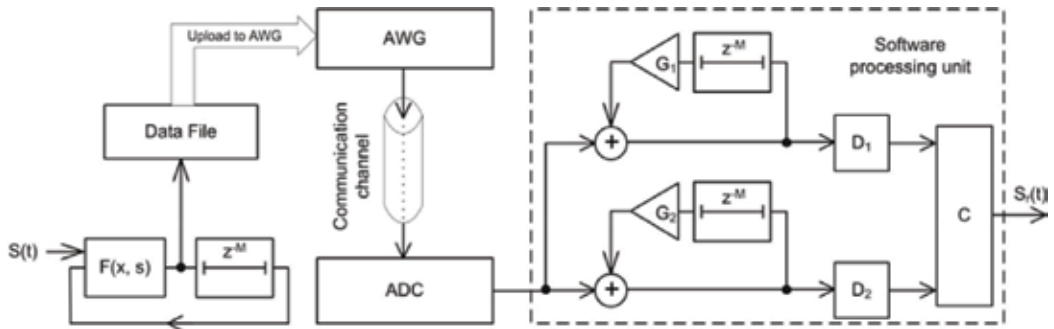 Upload to AWG
AWG
Data File
Communication
channel
S(t)
F(x, s)
z-M
ADC
Software
processing unit
G1
z-M
+
D1
G2
z-M
+
D2
C
Sr(t)